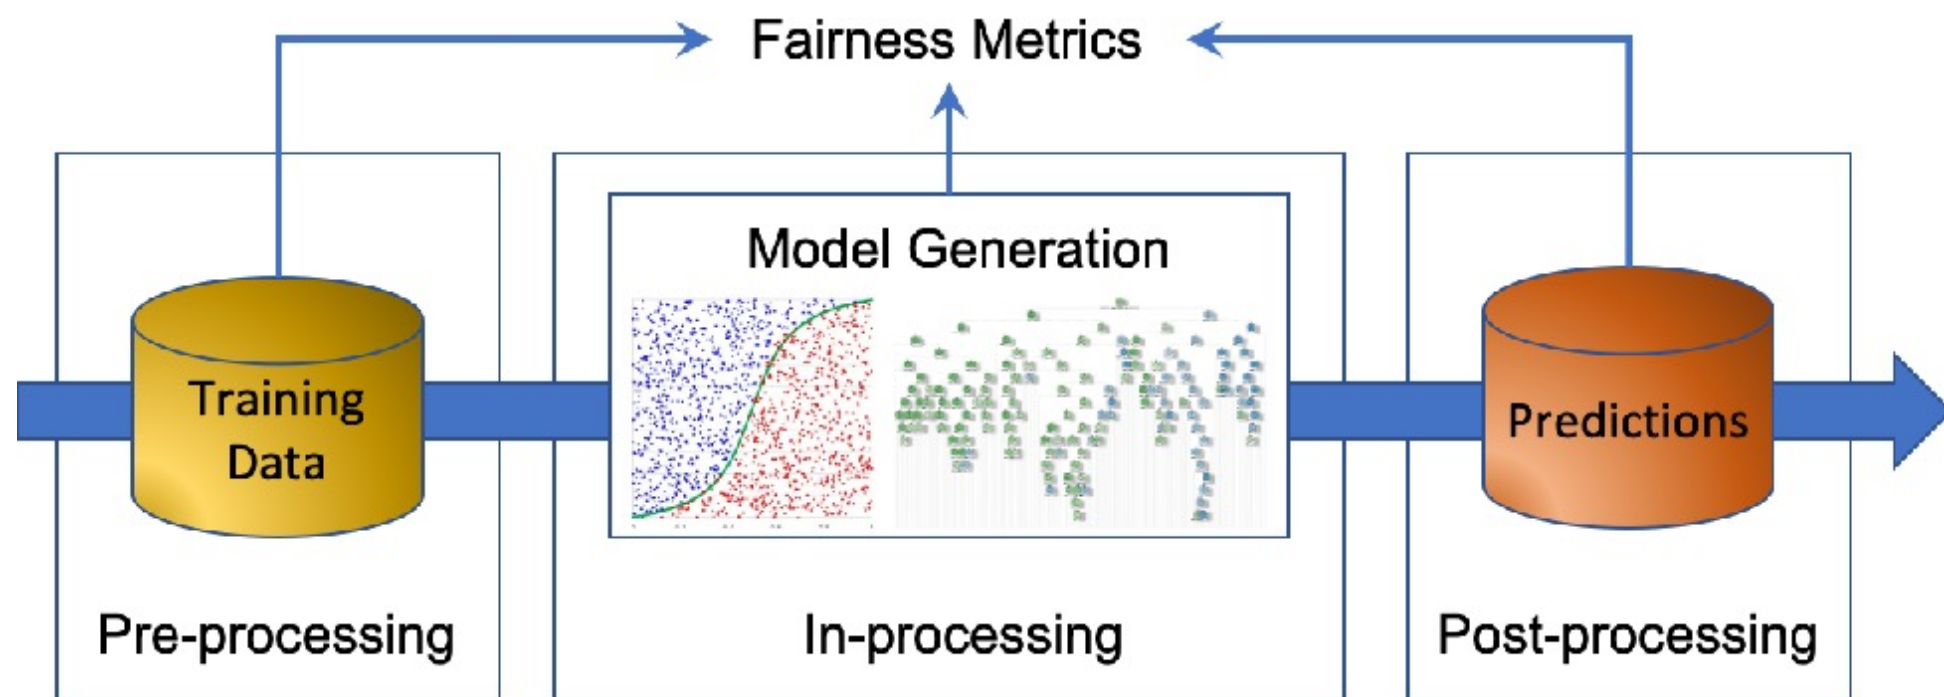 Fairness Metrics
Model Generation
Training
Data
Predictions
Pre-processing
In-processing
Post-processing